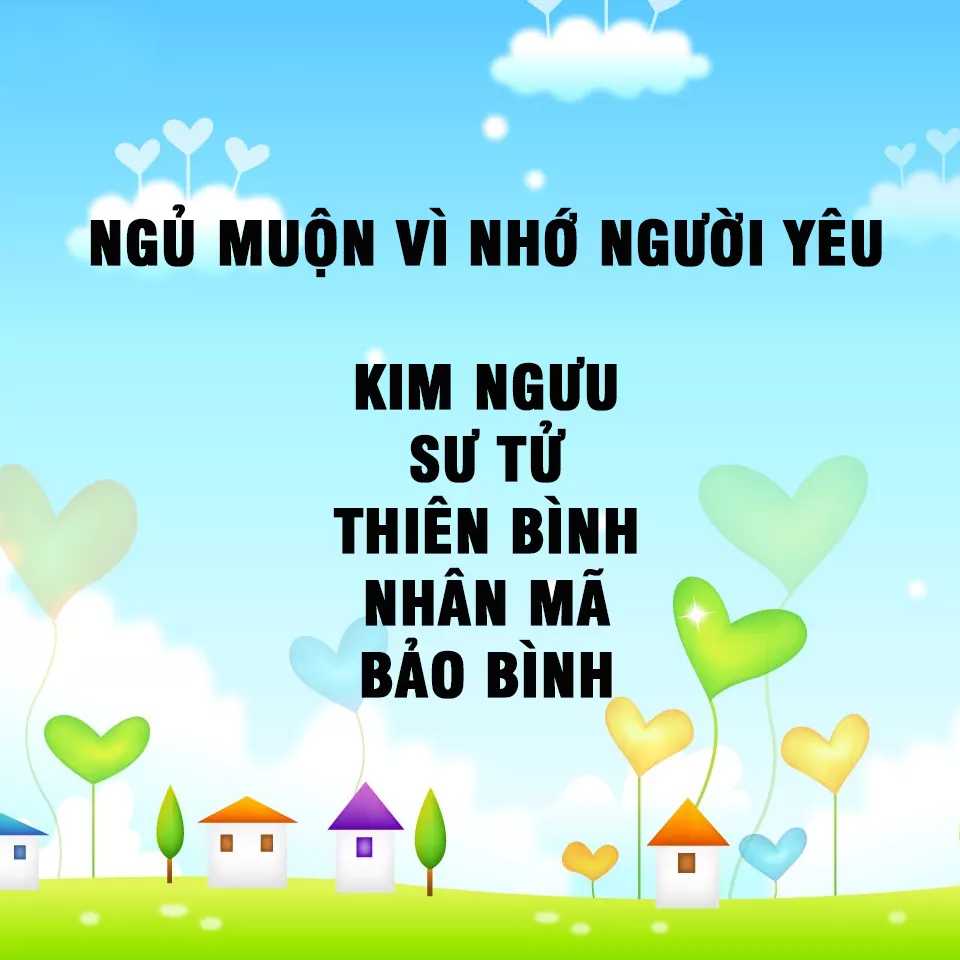 NGỦ MUỘN VÌ NHỚ NGƯỜI YÊU
KIM NGƯU
SƯ TỬ
THIÊN BÌNH
NHÂN MÃ
BẢO BÌNH